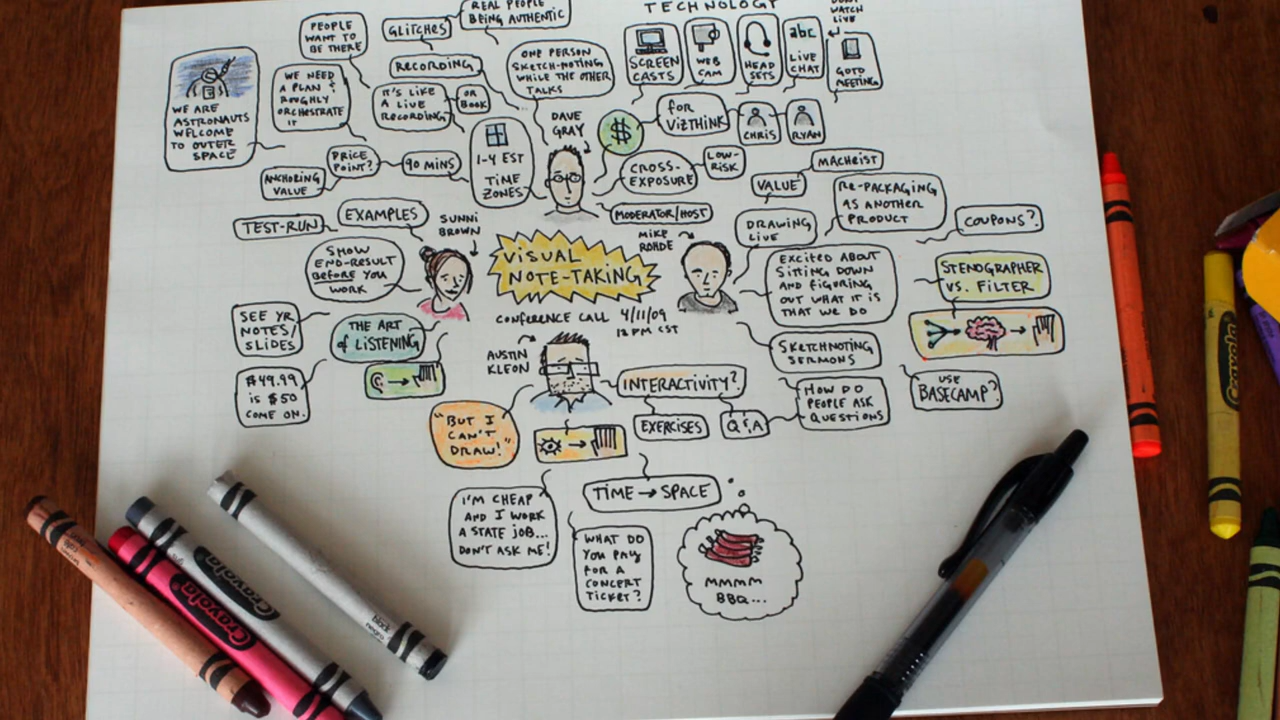 REAL PEOPLE
BEING AUTHENTIC
TECHNOLOGY
DON'T
WATCH
LIVE
PEOPLE
WANT TO
BE THERE
GLITCHES
RECORDING
ONE PERSON
SKETCH-NOTING
WHILE THE OTHER
TALKS
SCREEN
CASTS
WEB
CAM
HEAD
SETS
abc
LIVE
CHAT
GOTO
MEETING
WE ARE
ASTRONAUTS
WELCOME
TO OUTER
SPACE
WE NEED
A PLAN?
ROUGHLY
ORCHESTRATE
IT
IT'S LIKE
A LIVE
RECORDING
OR
BOOK
DAVE
GRAY
$
for
VIZTHINK
CHRIS
RYAN
ANCHORING
VALUE
PRICE
POINT?
90 MINS
1-4 EST
TIME
ZONES
CROSS-
EXPOSURE
LOW-
RISK
MODERATOR/HOST
VALUE
MACHRIST
RE-PACKAGING
AS ANOTHER
PRODUCT
COUPONS?
TEST-RUN
EXAMPLES
SUNNI
BROWN
VISUAL
NOTE-TAKING
MIKE
ROHDE
DRAWING
LIVE
SHOW
END-RESULT
BEFORE YOU
WORK
EXCITED ABOUT
SITTING DOWN
AND FIGURING
OUT WHAT IT IS
THAT WE DO
STENOGRAPHER
VS. FILTER
CONFERENCE CALL 4/11/09
12 PM CST
SEE YR
NOTES/
SLIDES
THE ART
of LISTENING
AUSTIN
KLEON
SKETCHNOTING
SERMONS
$49.99
IS $50
COME ON.
INTERACTIVITY?
EXERCISES
Q&A
HOW DO
PEOPLE ASK
QUESTIONS
USE
BASECAMP?
"BUT I
CAN'T
DRAW!"
TIME → SPACE
I'M CHEAP
AND I WORK
A STATE JOB...
DON'T ASK ME!
WHAT DO
YOU PAY
FOR A
CONCERT
TICKET?
MMMM
BBQ...
Crayola
Crayola
Crayola
black